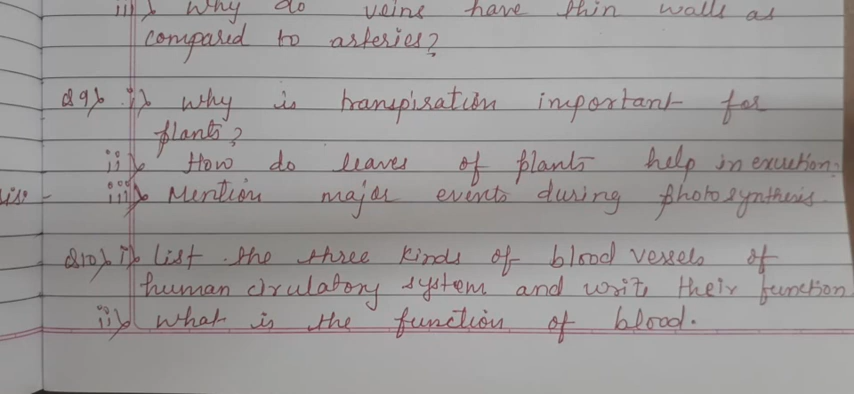 iii) Why do veins have thin walls as
compared to arteries?
Q9) i) Why is transpiration important for
plants?
ii) How do leaves of plants help in excretion.
iii) Mention major events during photosynthesis.
Q10) i) List the three kinds of blood vessels of
human cirulatory system and write their function
ii) What is the function of blood.